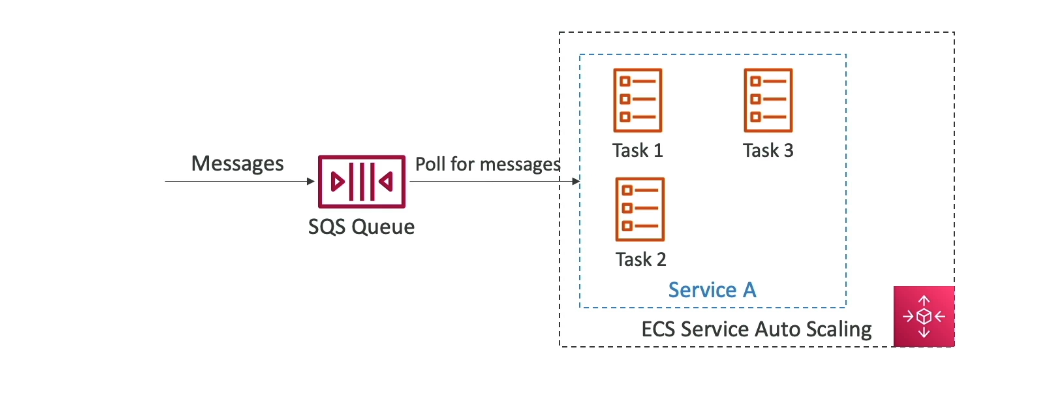 Messages
SQS Queue
Poll for messages
Task 1
Task 3
Task 2
Service A
ECS Service Auto Scaling